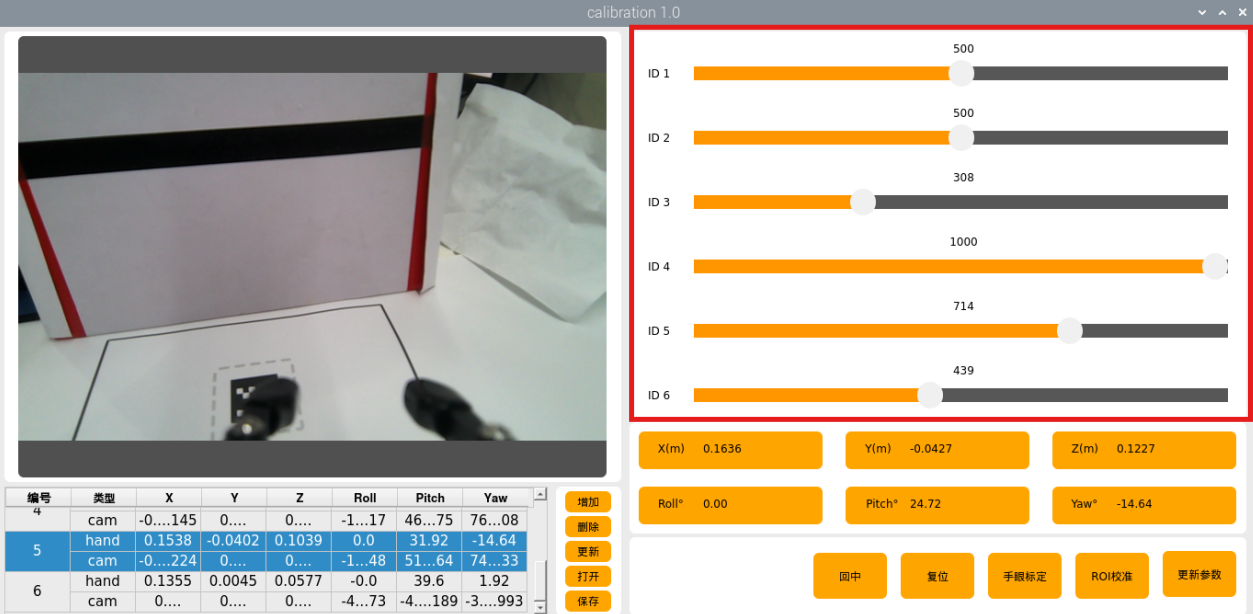 calibration 1.0
500
ID 1
500
ID 2
308
ID 3
1000
ID 4
714
ID 5
439
ID 6
X(m) 0.1636 Y(m) -0.0427 Z(m) 0.1227
Roll° 0.00 Pitch° 24.72 Yaw° -14.64
回中 复位 手眼标定 ROI校准 更新参数
编号 类型 X Y Z Roll Pitch Yaw
4
cam -0....145 0.... 0.... -1...17 46...75 76...08
5
hand 0.1538 -0.0402 0.1039 0.0 31.92 -14.64
cam -0....224 0.... 0.... -1...48 51...64 74...33
6
hand 0.1355 0.0045 0.0577 -0.0 39.6 1.92
cam 0.... 0.... 0.... -4...73 -4....189 -3....993
增加
删除
更新
打开
保存